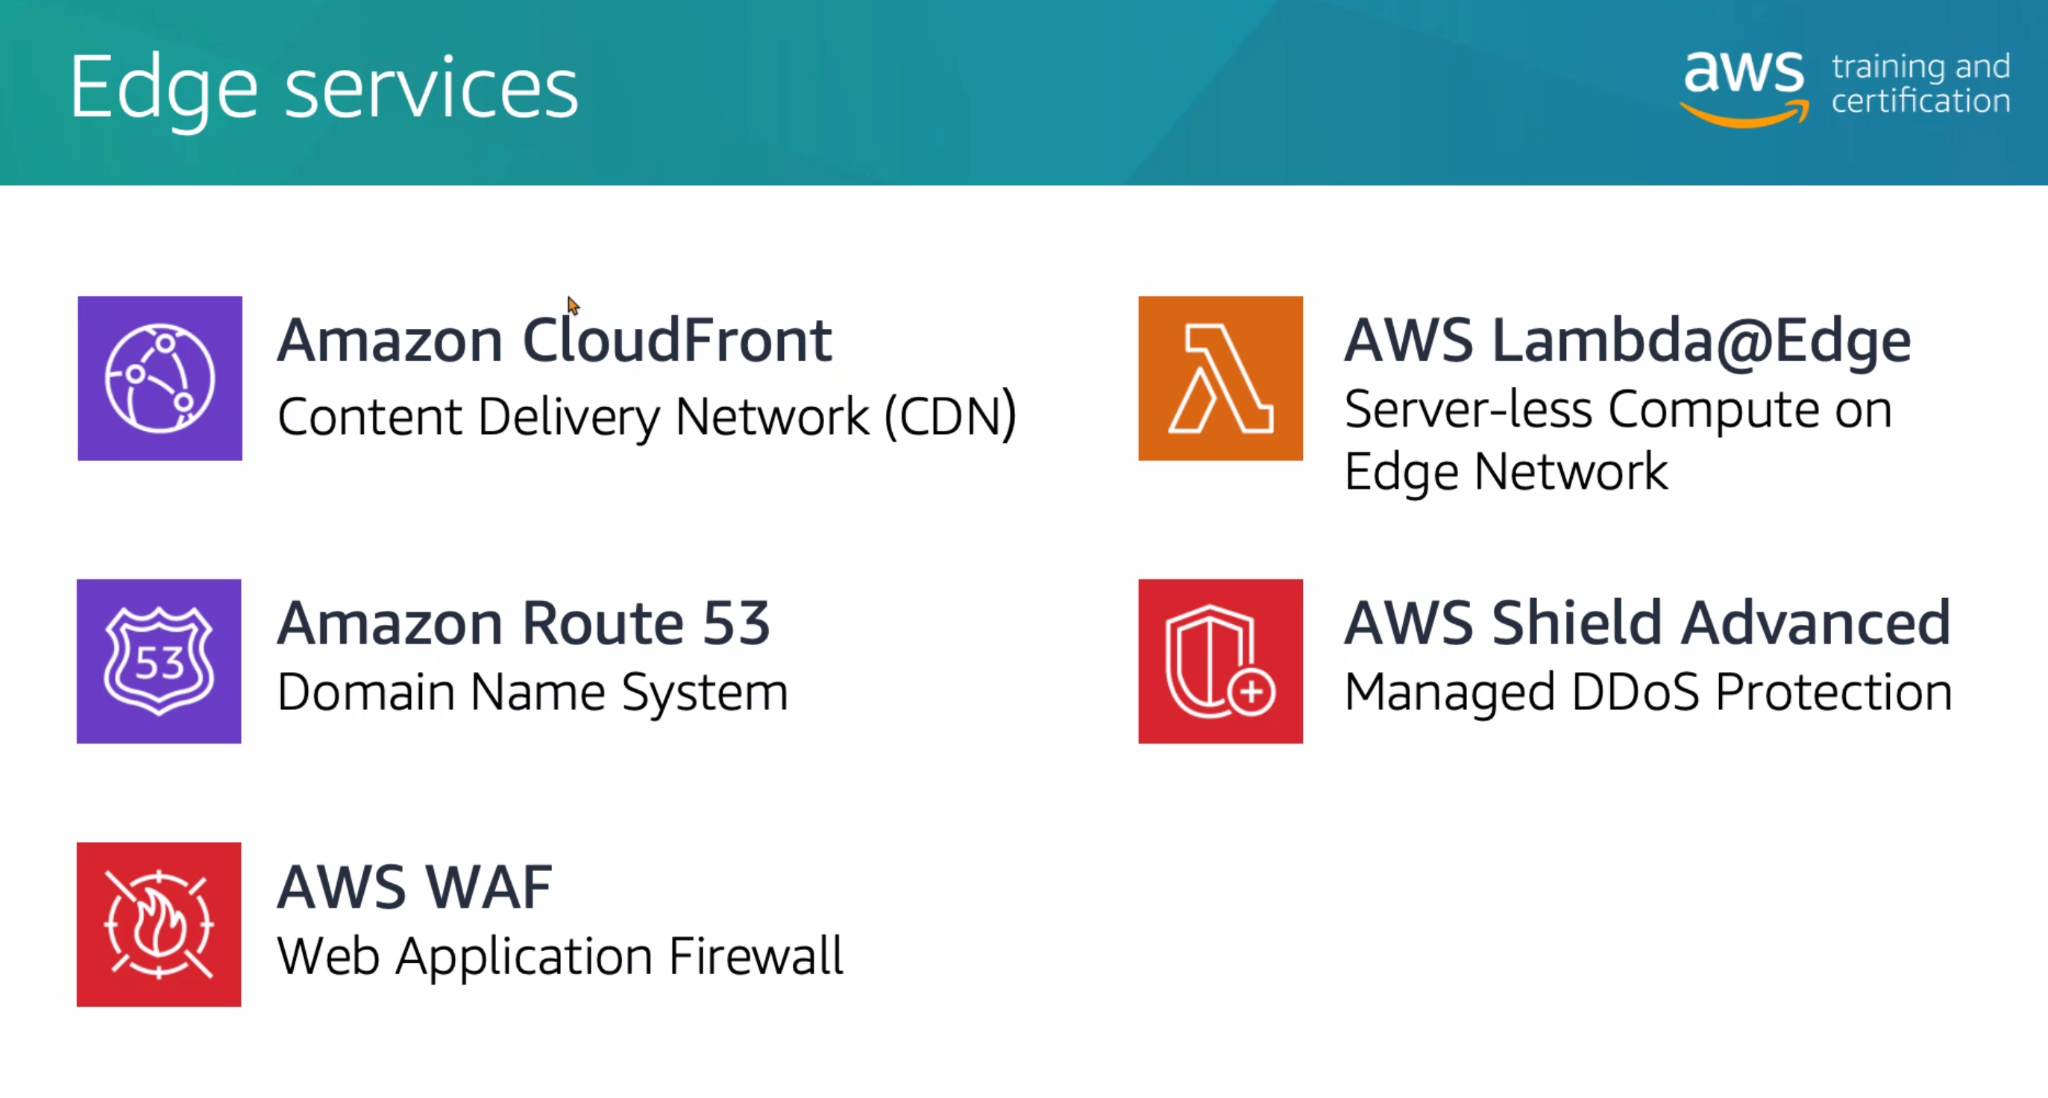 Edge services
aws
training and
certification
Amazon CloudFront
Content Delivery Network (CDN)
AWS Lambda@Edge
Server-less Compute on
Edge Network
53
Amazon Route 53
Domain Name System
AWS Shield Advanced
Managed DDoS Protection
AWS WAF
Web Application Firewall